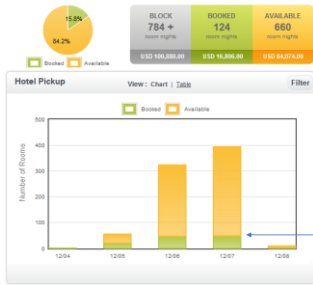 15.8%
84.2%
Booked Available
BLOCK
784 +
room nights
USD 100,880.00
BOOKED
124
room nights
USD 16,806.00
AVAILABLE
660
room nights
USD 84,074.00
Hotel Pickup
View : Chart | Table
Filter
Booked Available
Number of Rooms
500
400
300
200
100
0
12/04 12/05 12/06 12/07 12/08